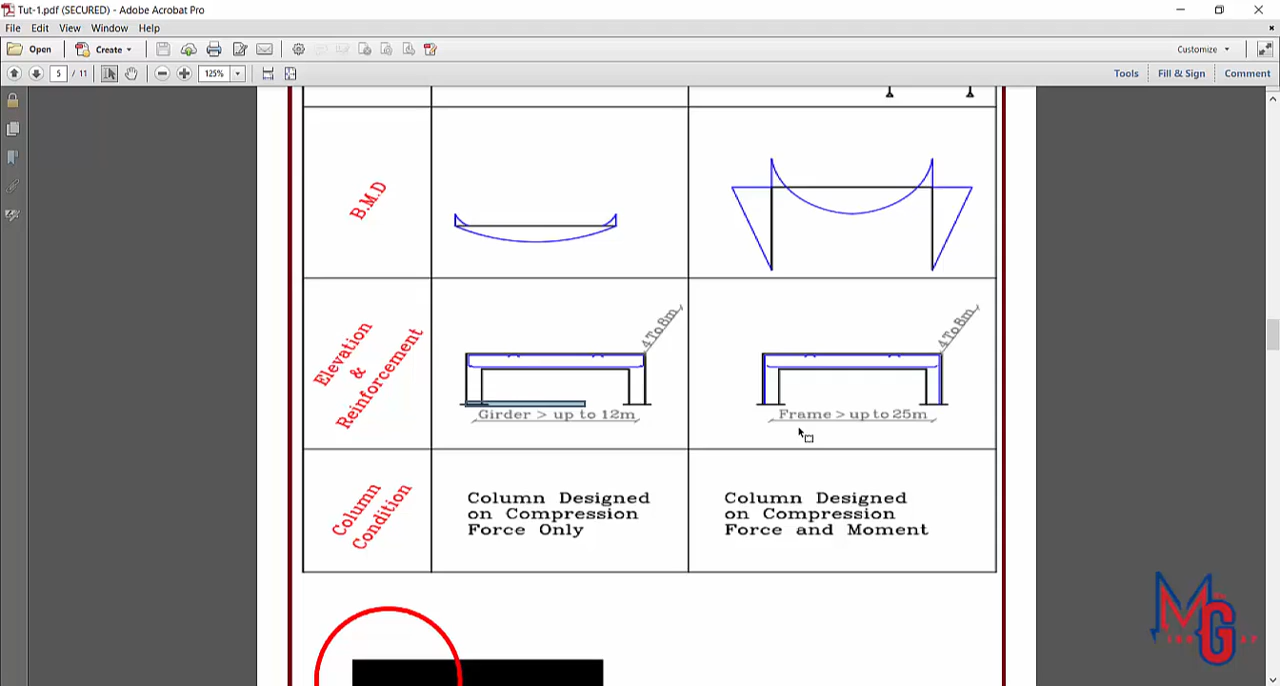 Tut-1.pdf (SECURED) - Adobe Acrobat Pro
File Edit View Window Help
Open Create Customize
5 / 11 125% Tools Fill & Sign Comment
B.M.D
Elevation
&
Reinforcement
4 To 8m
Girder > up to 12m
4 To 8m
Frame > up to 25m
Column
Condition
Column Designed
on Compression
Force Only
Column Designed
on Compression
Force and Moment
MG